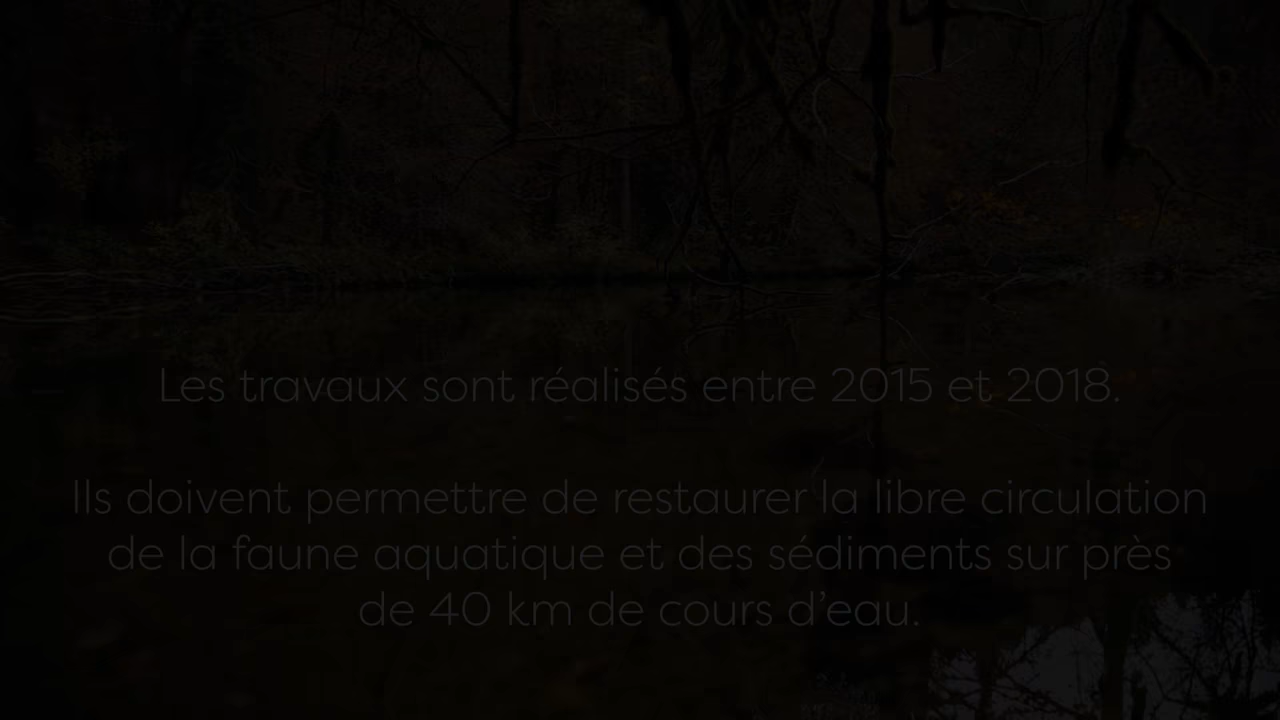 Les travaux sont réalisés entre 2015 et 2018.
Ils doivent permettre de restaurer la libre circulation
de la faune aquatique et des sédiments sur près
de 40 km de cours d’eau.